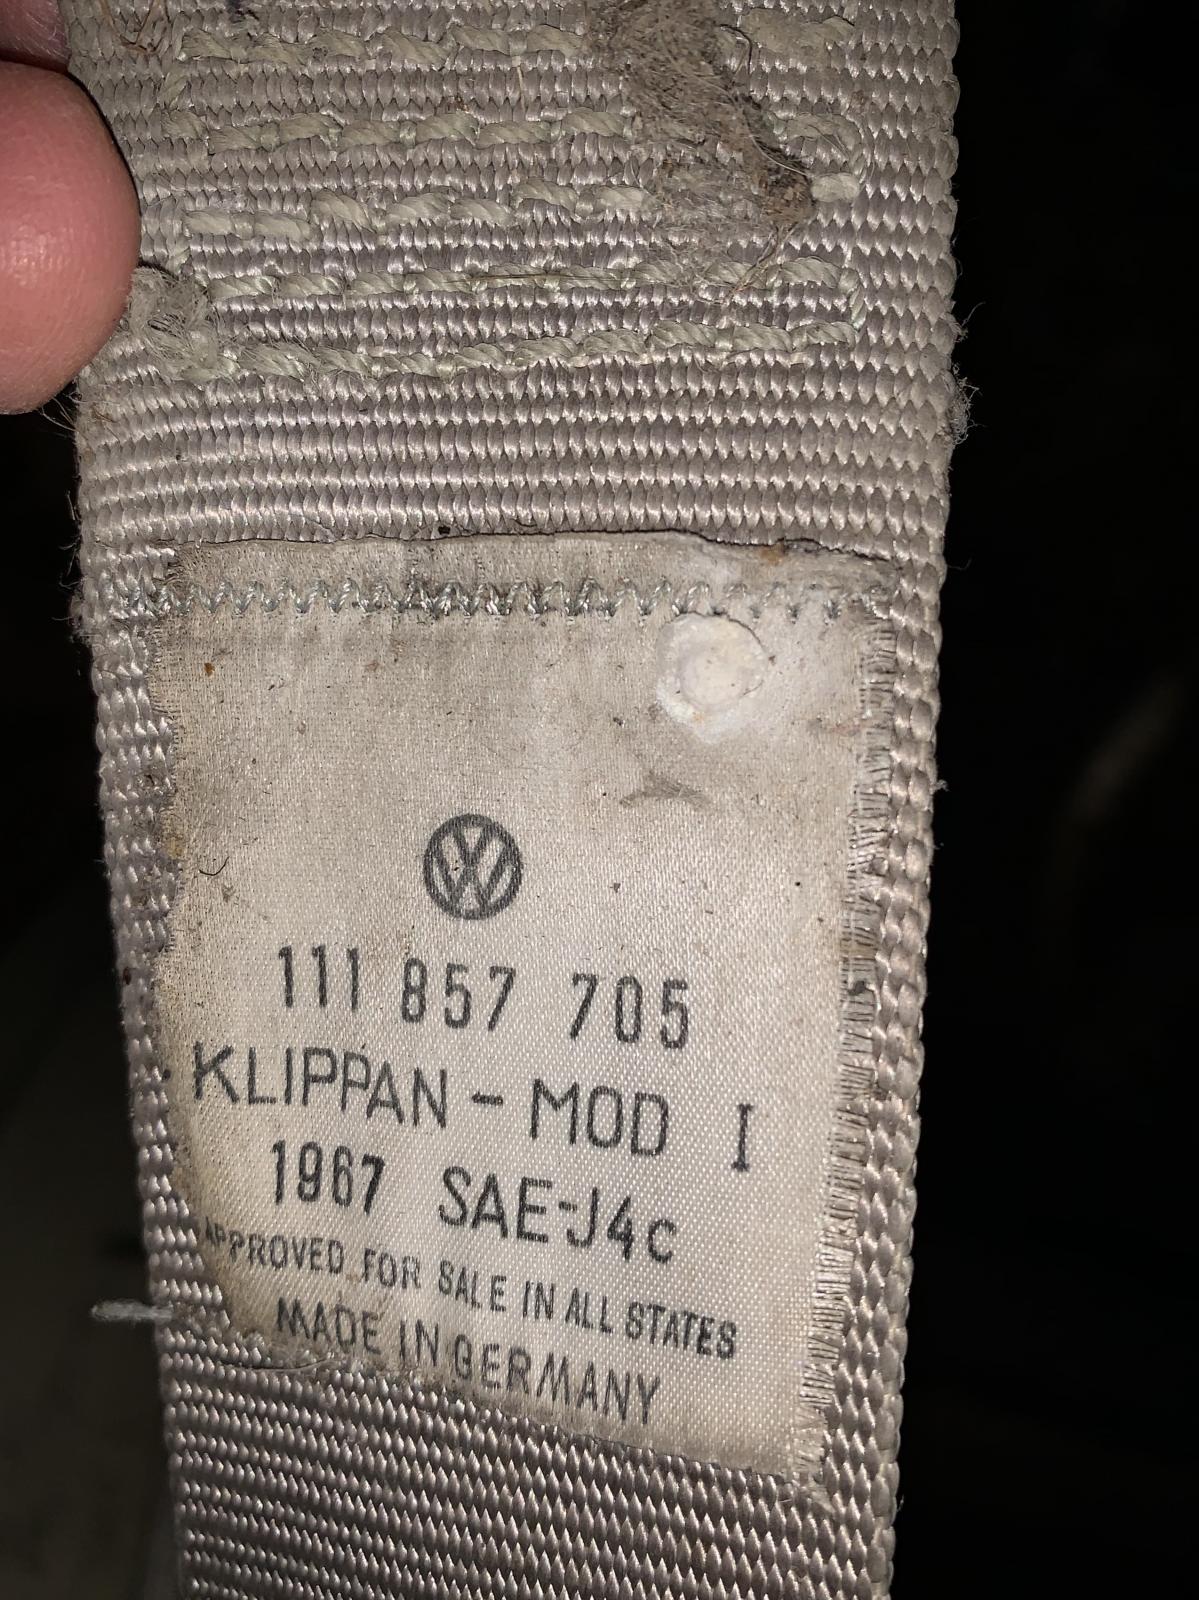 VW
111 857 705
KLIPPAN - MOD I
1967 SAE-J4c
APPROVED FOR SALE IN ALL STATES
MADE IN GERMANY